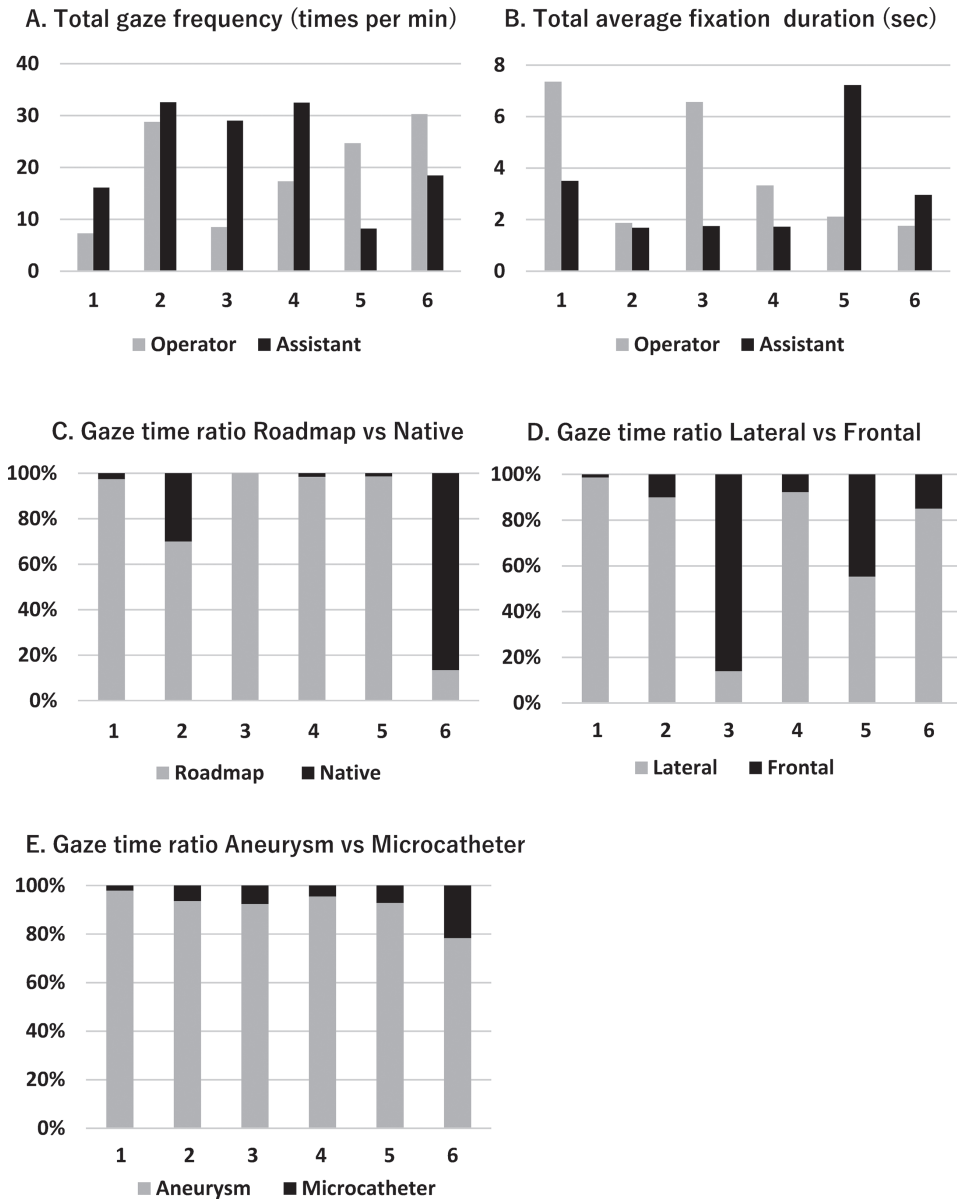 A. Total gaze frequency (times per min)
40
30
20
10
0
1 2 3 4 5 6
Operator Assistant
B. Total average fixation duration (sec)
8
6
4
2
0
1 2 3 4 5 6
Operator Assistant
C. Gaze time ratio Roadmap vs Native
100%
80%
60%
40%
20%
0%
1 2 3 4 5 6
Roadmap Native
D. Gaze time ratio Lateral vs Frontal
100%
80%
60%
40%
20%
0%
1 2 3 4 5 6
Lateral Frontal
E. Gaze time ratio Aneurysm vs Microcatheter
100%
80%
60%
40%
20%
0%
1 2 3 4 5 6
Aneurysm Microcatheter